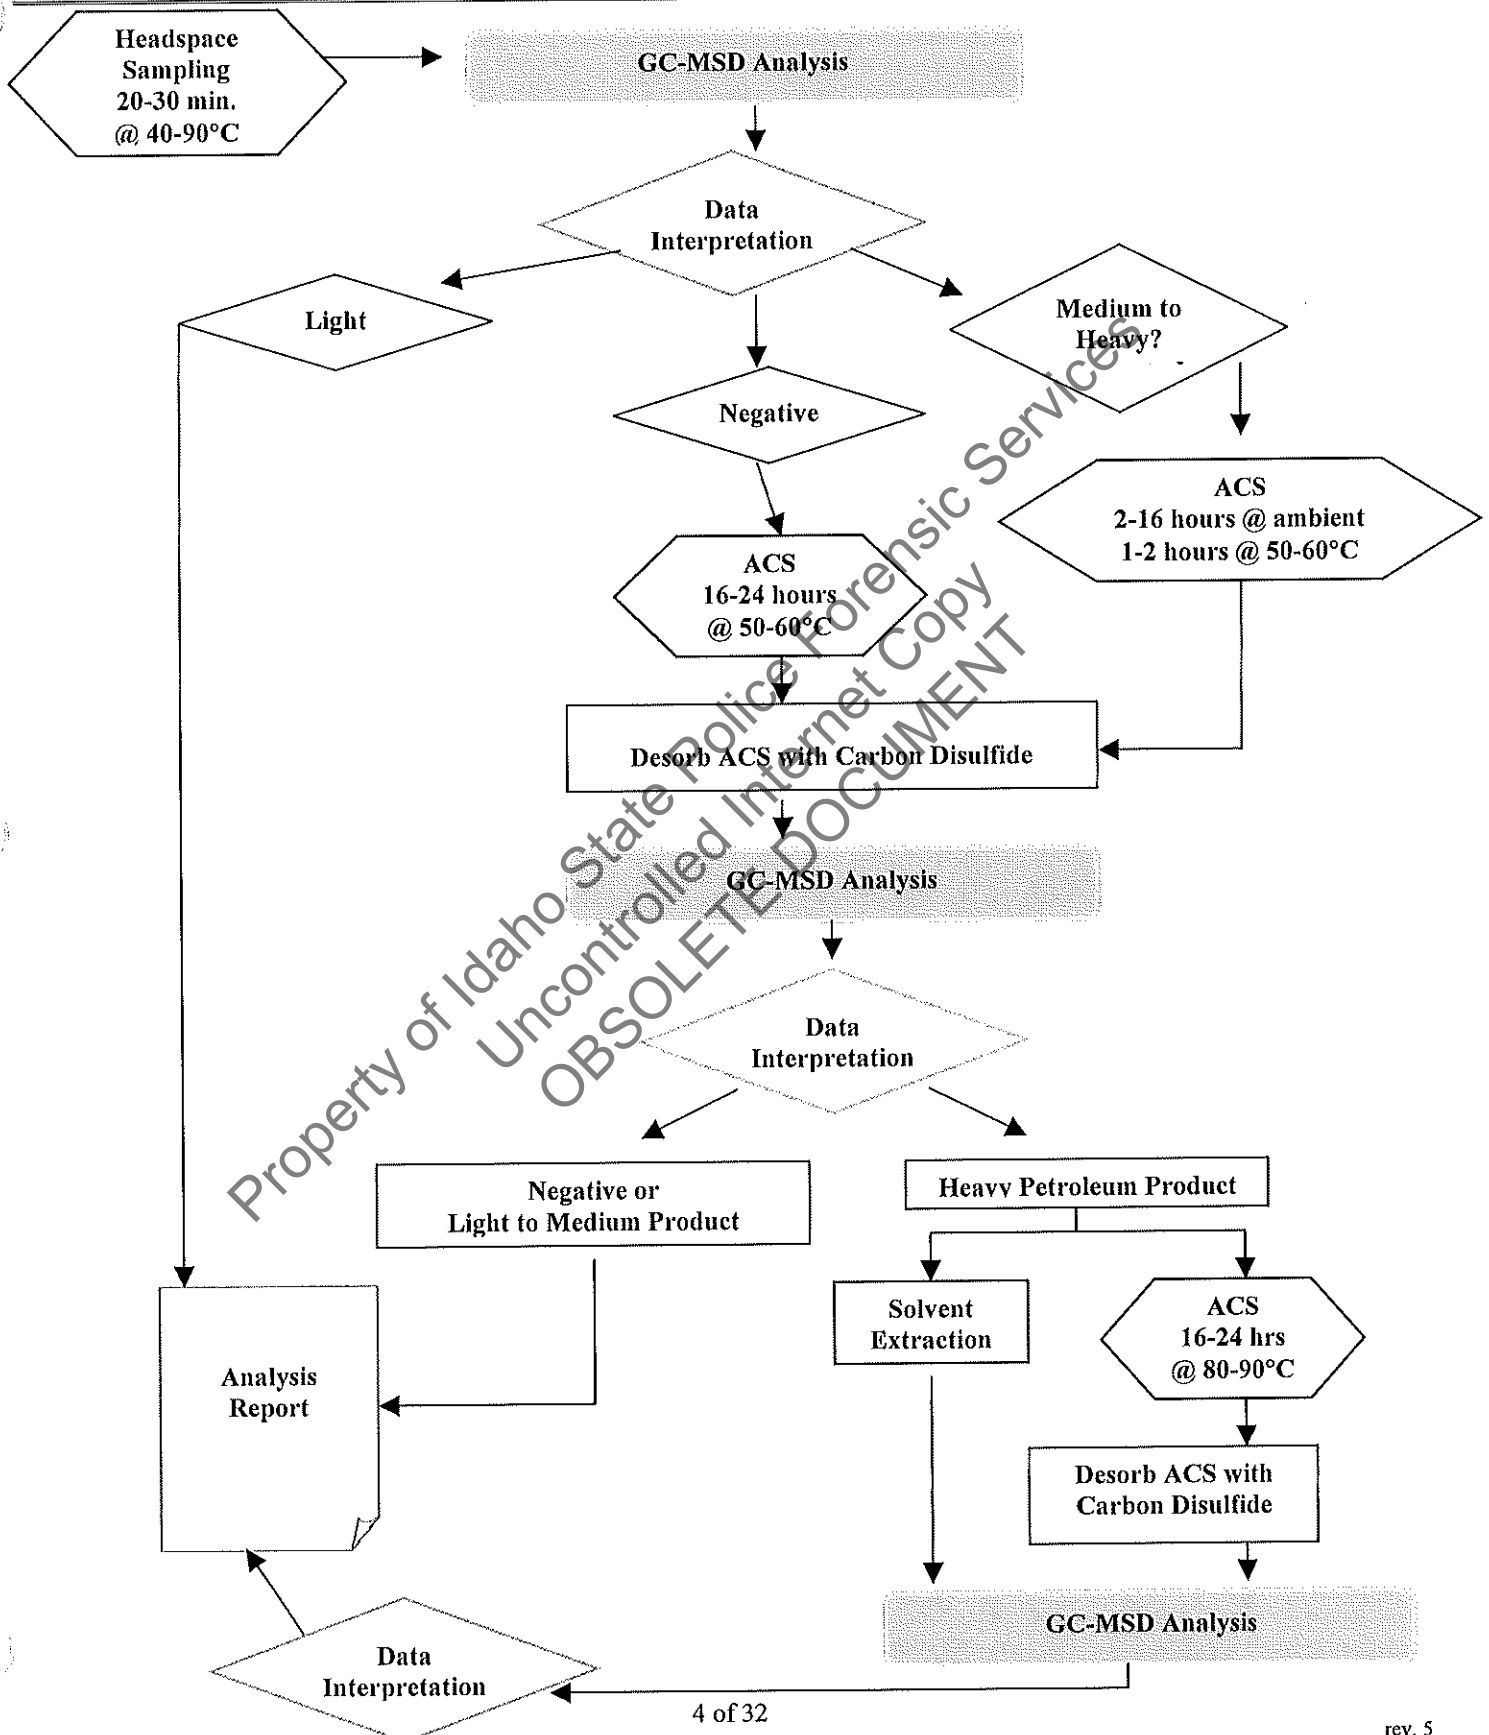 Headspace
Sampling
20-30 min.
@ 40-90°C
GC-MSD Analysis
Data
Interpretation
Light
Negative
Medium to
Heavy?
ACS
16-24 hours
@ 50-60°C
ACS
2-16 hours @ ambient
1-2 hours @ 50-60°C
Desorb ACS with Carbon Disulfide
GC-MSD Analysis
Data
Interpretation
Negative or
Light to Medium Product
Heavy Petroleum Product
Solvent
Extraction
ACS
16-24 hrs
@ 80-90°C
Analysis
Report
Desorb ACS with
Carbon Disulfide
GC-MSD Analysis
Data
Interpretation
4 of 32
rev. 5
Property of Idaho State Police Forensic Services
Uncontrolled Internet Copy
OBSOLETE DOCUMENT